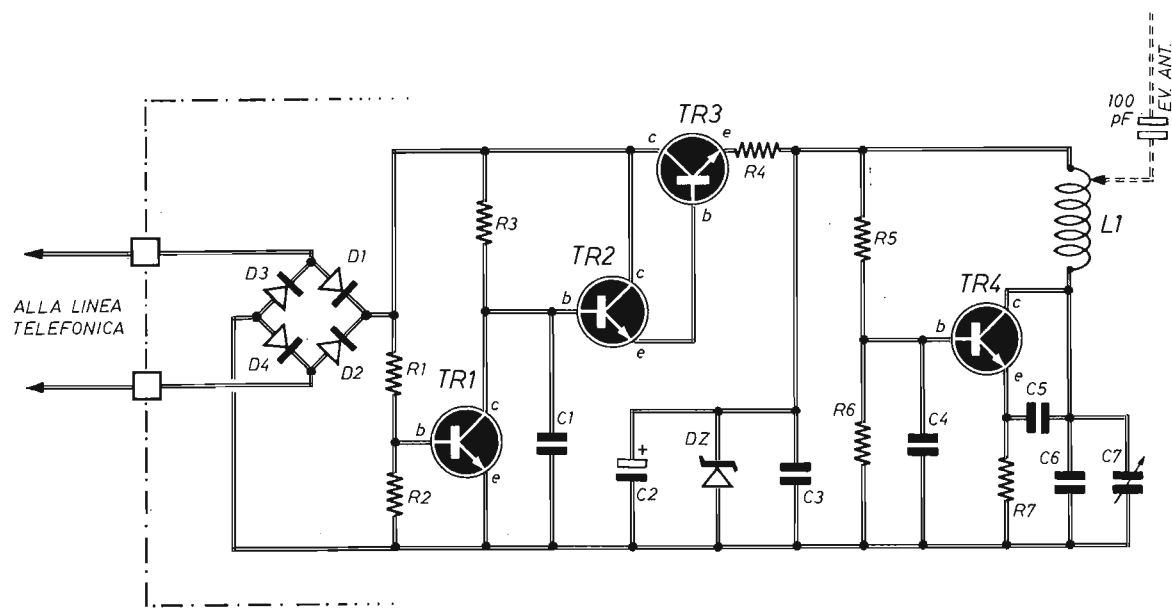 100
pF
EV. ANT.
TR3
c
e
R4
b
R3
R5
L1
D3
D1
TR2
c
b
e
TR4
c
b
e
ALLA LINEA
TELEFONICA
D4
D2
R1
TR1
c
b
e
C1
C5
R6
C4
DZ
+
C2
C3
R2
R7
C6
C7